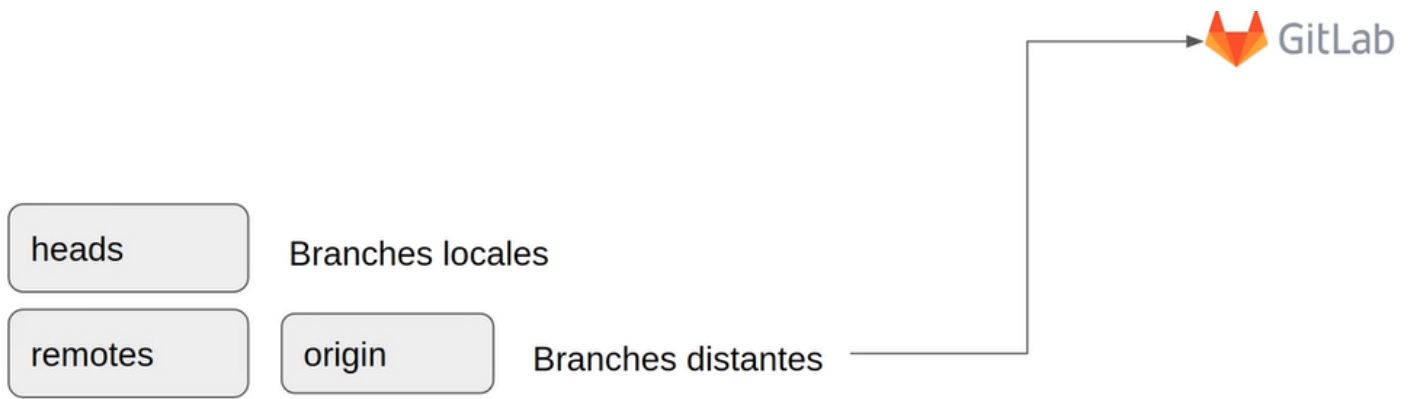 GitLab
heads
Branches locales
remotes
origin
Branches distantes